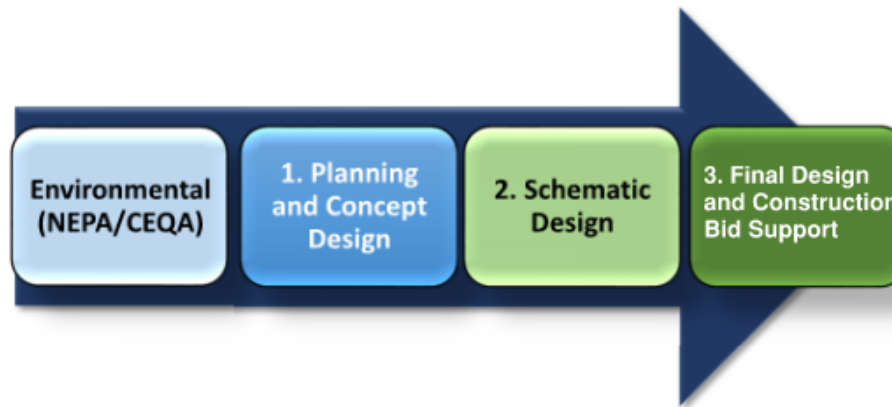 Environmental
(NEPA/CEQA)
1. Planning
and Concept
Design
2. Schematic
Design
3. Final Design
and Construction
Bid Support